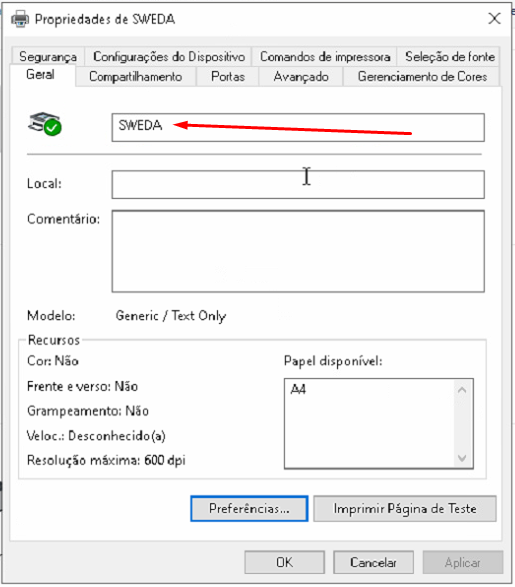 Propriedades de SWEDA
Segurança Configurações do Dispositivo Comandos de impressora Seleção de fonte
Geral Compartilhamento Portas Avançado Gerenciamento de Cores
SWEDA
Local:
Comentário:
Modelo: Generic / Text Only
Recursos
Cor: Não Papel disponível:
Frente e verso: Não A4
Grampeamento: Não
Veloc.: Desconhecido(a)
Resolução máxima: 600 dpi
Preferências... Imprimir Página de Teste
OK Cancelar Aplicar